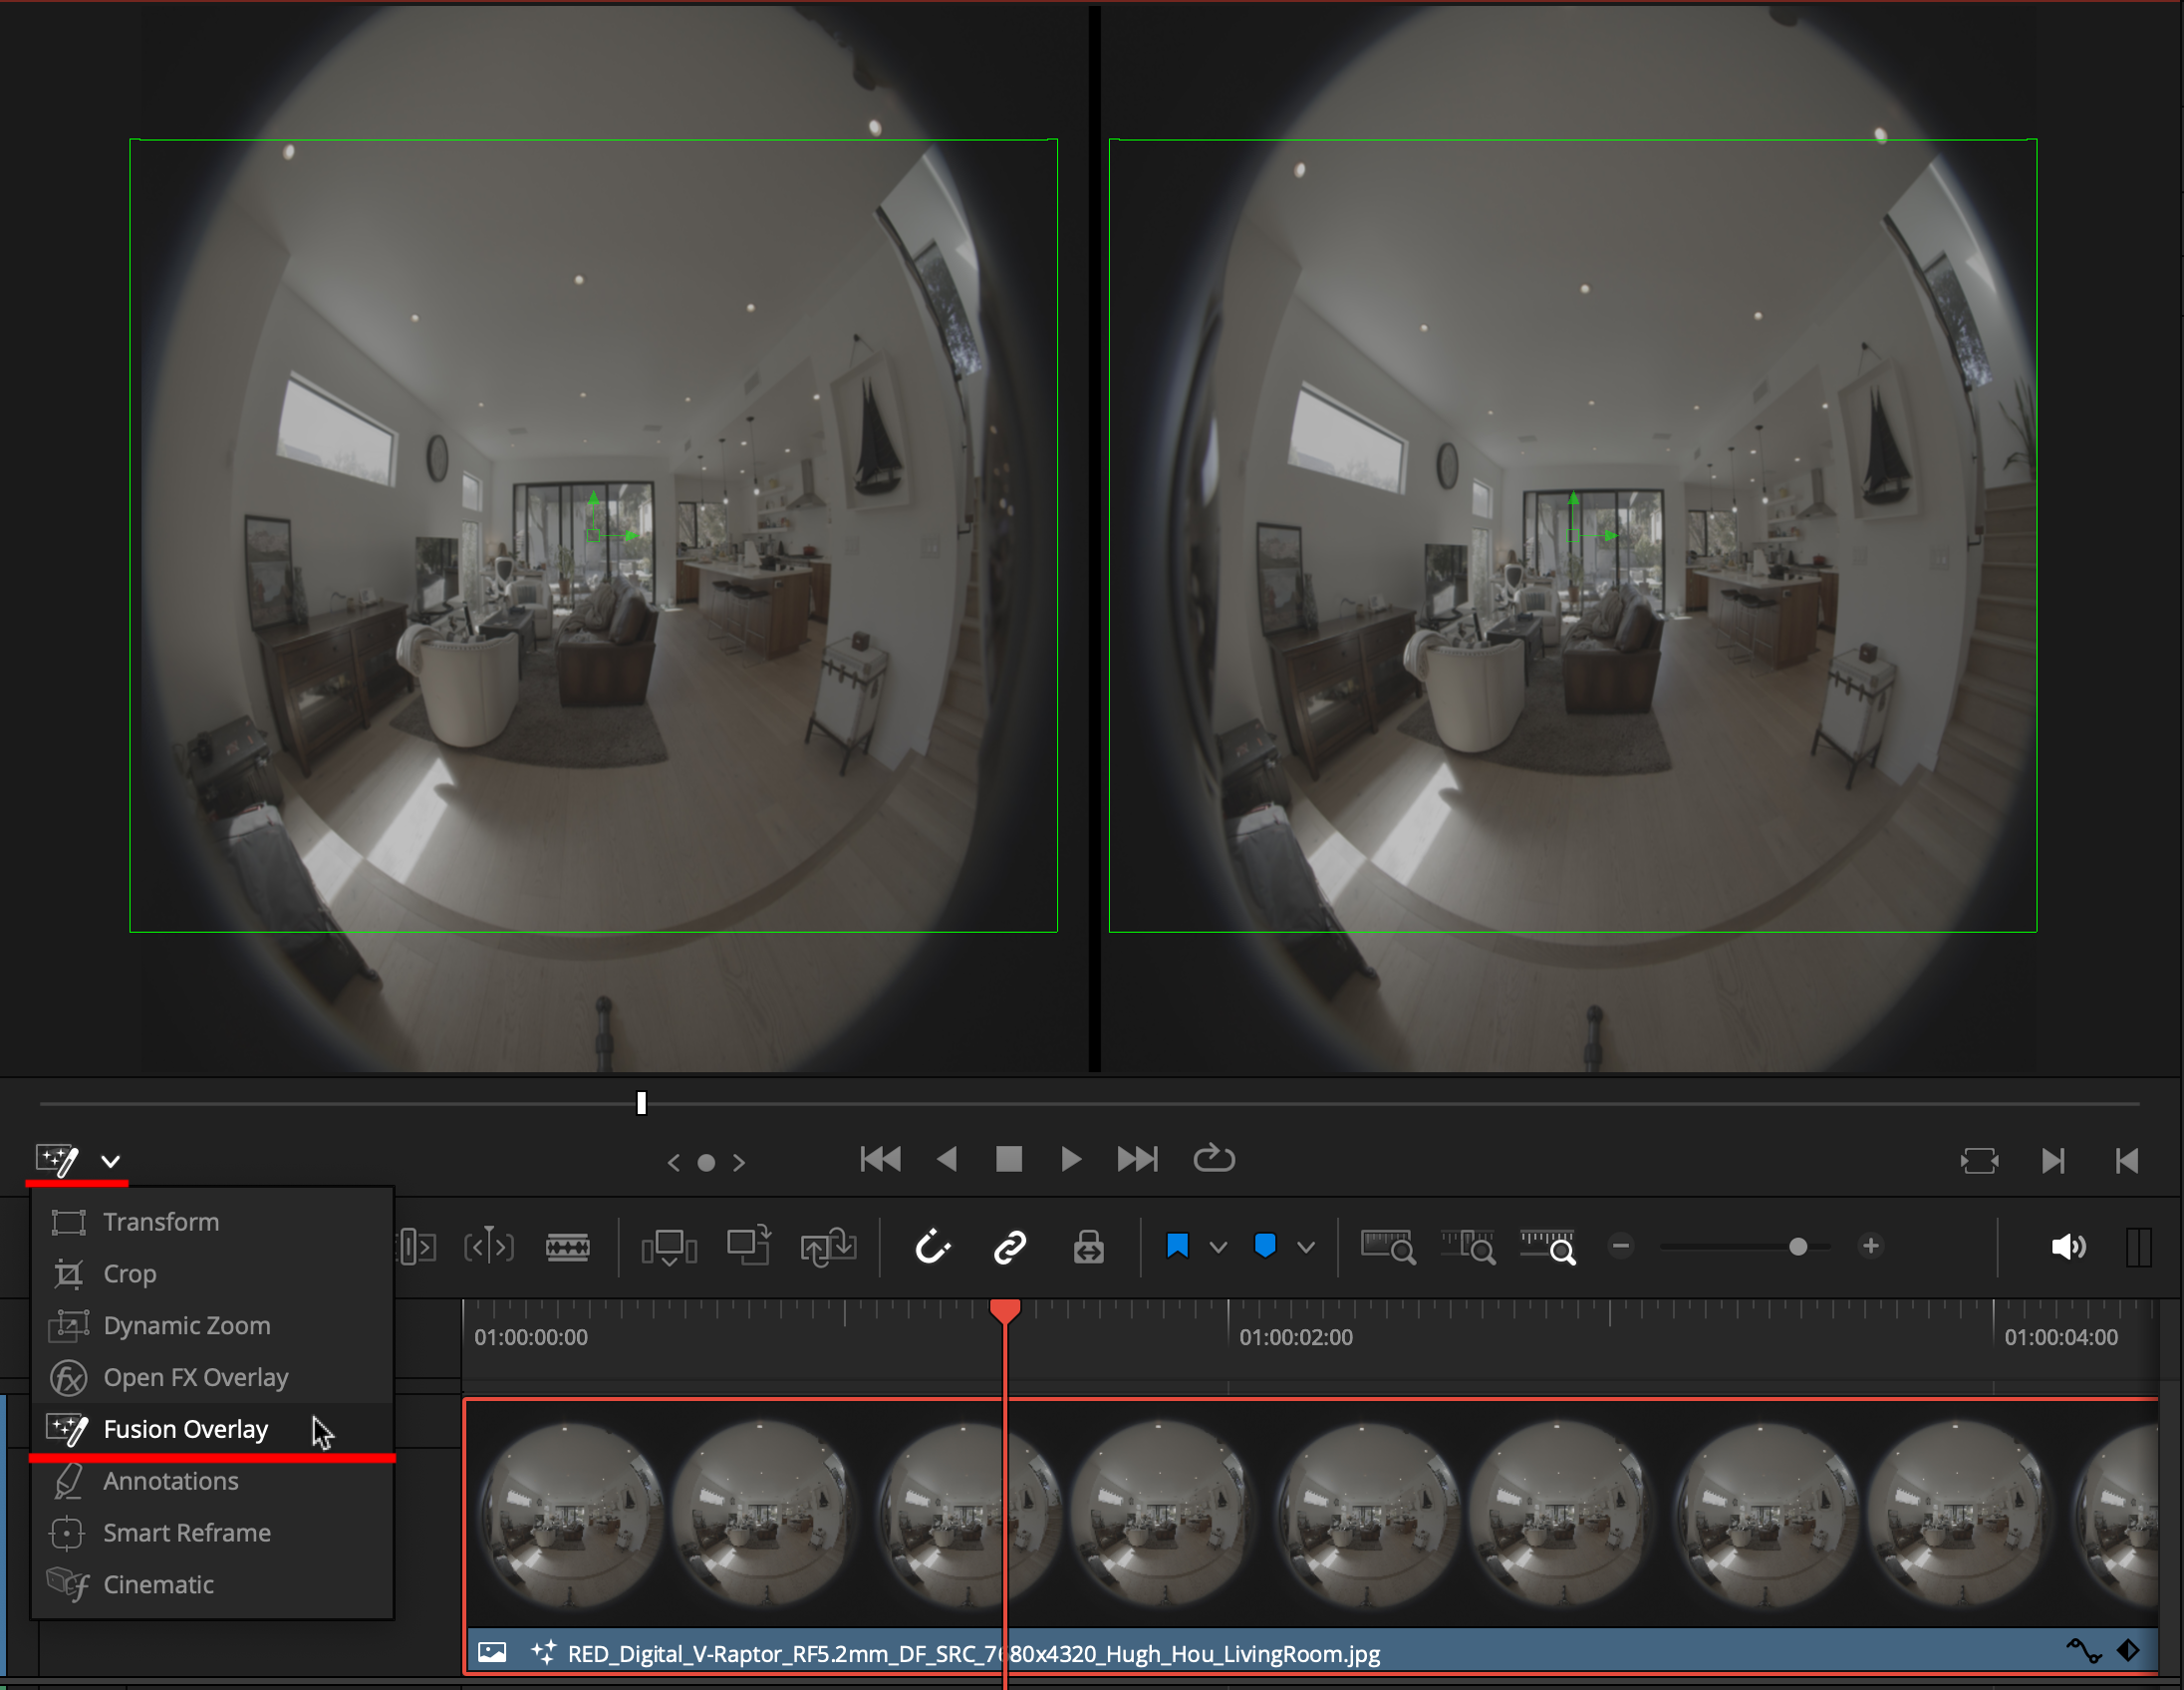 Transform
Crop
Dynamic Zoom
Open FX Overlay
Fusion Overlay
Annotations
Smart Reframe
Cinematic
01:00:00:00
01:00:02:00
01:00:04:00
RED_Digital_V-Raptor_RF5.2mm_DF_SRC_7680x4320_Hugh_Hou_LivingRoom.jpg